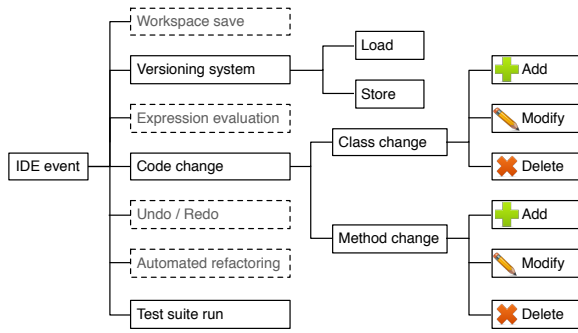 IDE event
Workspace save
Versioning system
Expression evaluation
Code change
Undo / Redo
Automated refactoring
Test suite run
Load
Store
Class change
Method change
Add
Modify
Delete
Add
Modify
Delete